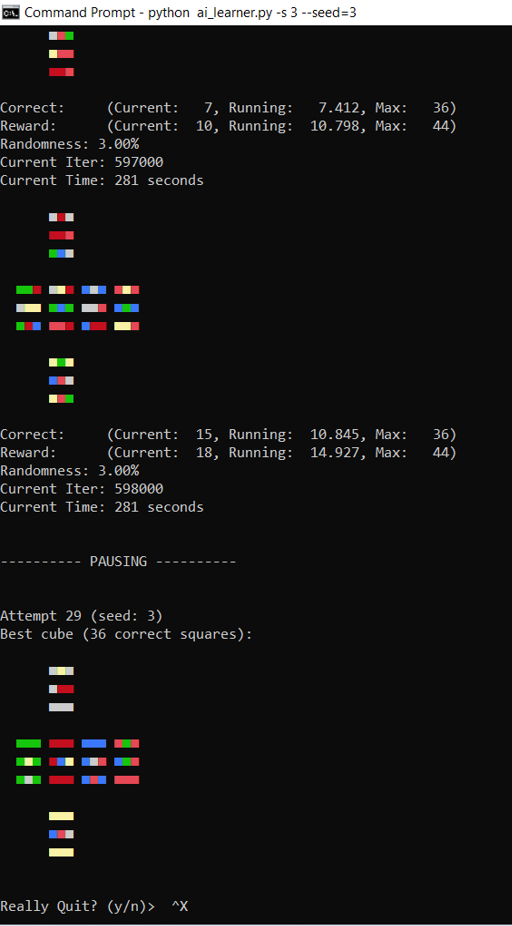 Command Prompt - python  ai_learner.py -s 3 --seed=3
Correct:     (Current:   7, Running:   7.412, Max:   36)
Reward:      (Current:  10, Running:  10.798, Max:   44)
Randomness: 3.00%
Current Iter: 597000
Current Time: 281 seconds
Correct:     (Current:  15, Running:  10.845, Max:   36)
Reward:      (Current:  18, Running:  14.927, Max:   44)
Randomness: 3.00%
Current Iter: 598000
Current Time: 281 seconds
---------- PAUSING ----------
Attempt 29 (seed: 3)
Best cube (36 correct squares):
Really Quit? (y/n)>  ^X